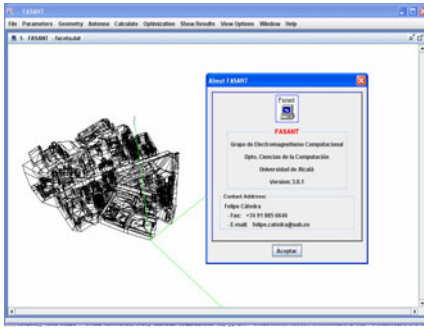 FASANT
File Parameters Geometry Antenna Calculate Optimization Show Results View Options Window Help
1. FASANT - faceta.dat
About FASANT
Fasant
FASANT
Grupo de Electromagnetismo Computacional
Dpto. Ciencias de la Computación
Universidad de Alcalá
Version: 3.0.1
Contact Address:
Felipe Cátedra
- Fax: +34 91 885 6646
- E-mail: felipe.catedra@uah.es
Aceptar